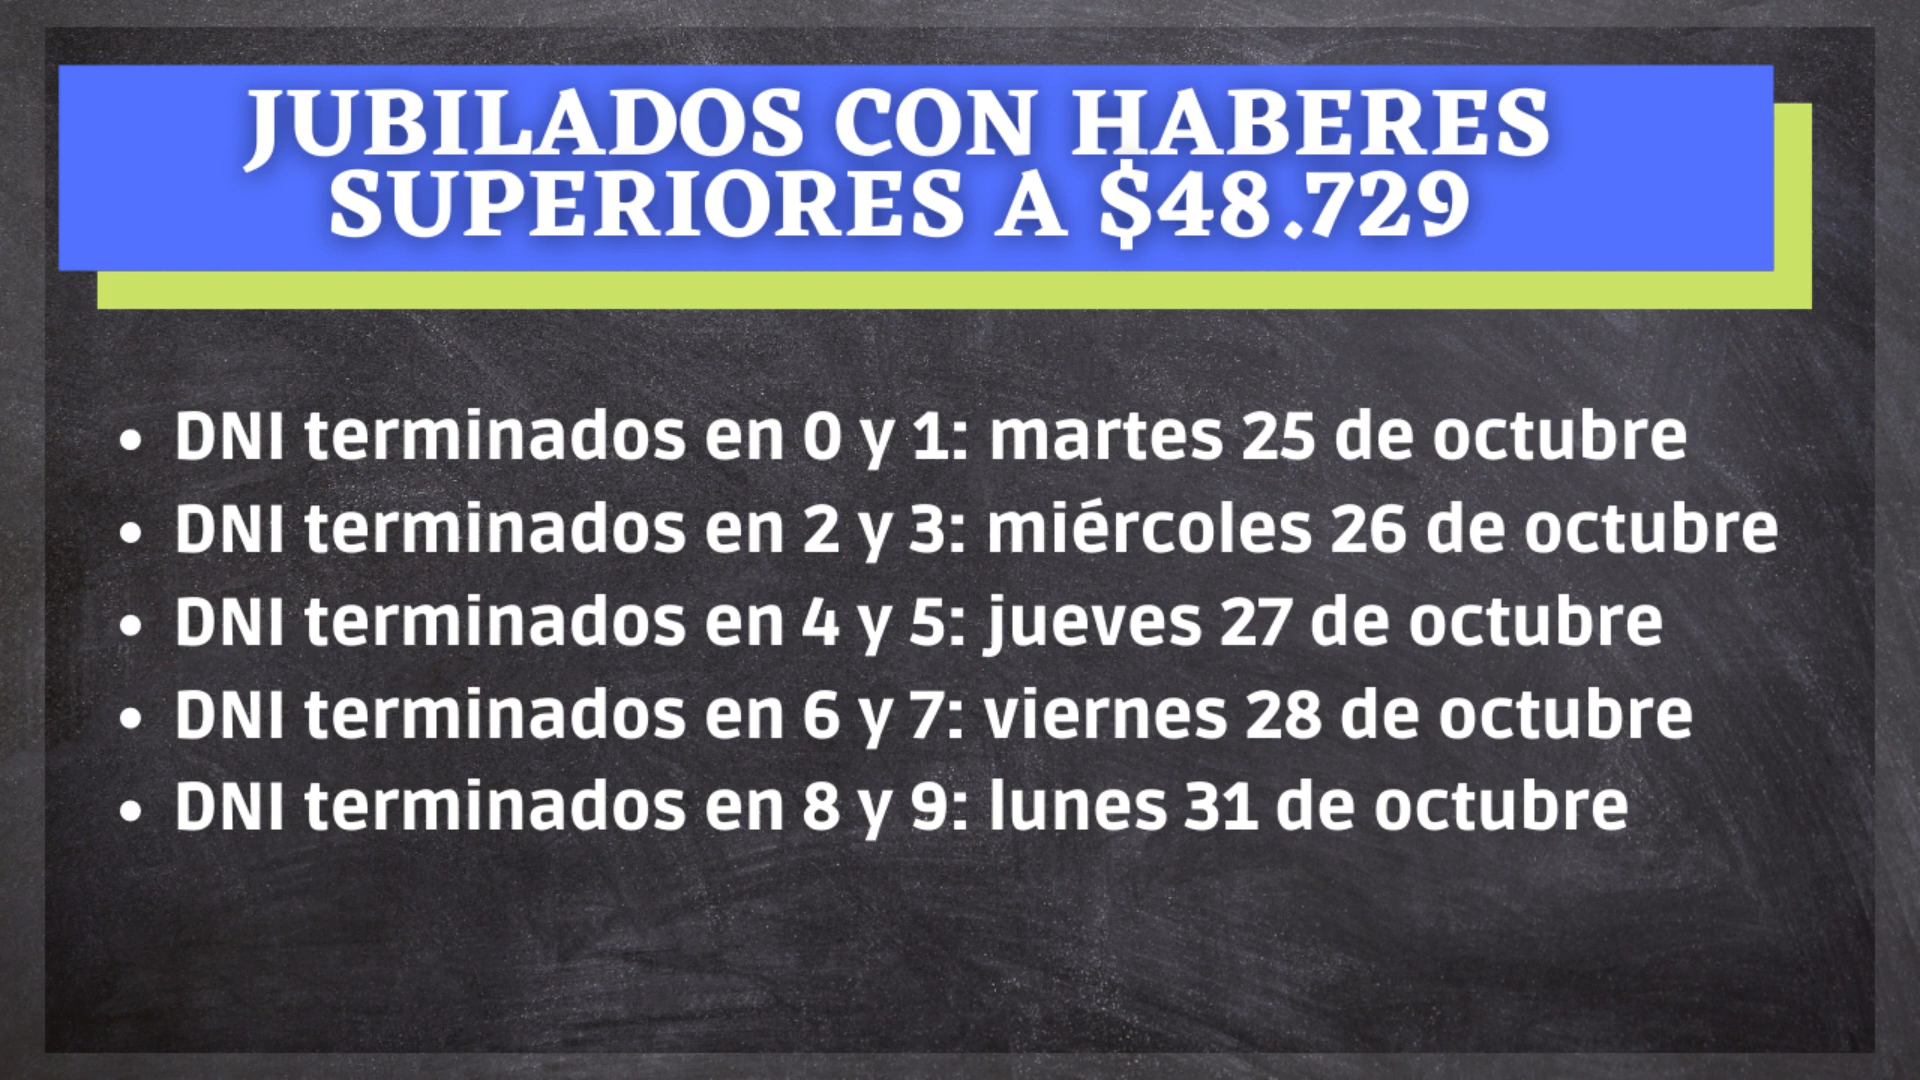 JUBILADOS CON HABERES
SUPERIORES A $48.729
• DNI terminados en 0 y 1: martes 25 de octubre
• DNI terminados en 2 y 3: miércoles 26 de octubre
• DNI terminados en 4 y 5: jueves 27 de octubre
• DNI terminados en 6 y 7: viernes 28 de octubre
• DNI terminados en 8 y 9: lunes 31 de octubre